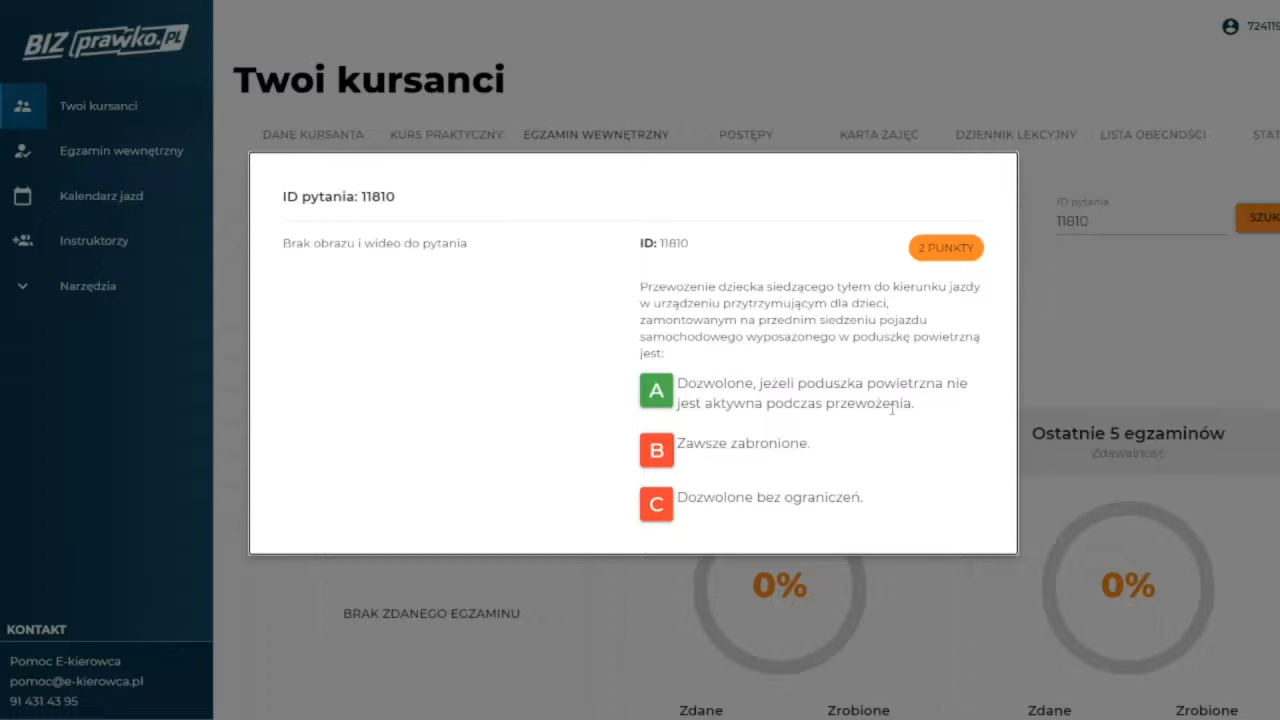 BIZ prawko.PL
724119
Twoi kursanci
Twoi kursanci
Egzamin wewnętrzny
Kalendarz jazd
Instruktorzy
Narzędzia
DANE KURSANTA
KURS PRAKTYCZNY
EGZAMIN WEWNĘTRZNY
POSTĘPY
KARTA ZAJĘĆ
DZIENNIK LEKCYJNY
LISTA OBECNOŚCI
STAT
ID pytania: 11810
Brak obrazu i wideo do pytania
ID: 11810
2 PUNKTY
Przewożenie dziecka siedzącego tyłem do kierunku jazdy
w urządzeniu przytrzymującym dla dzieci,
zamontowanym na przednim siedzeniu pojazdu
samochodowego wyposażonego w poduszkę powietrzną
jest:
A Dozwolone, jeżeli poduszka powietrzna nie
jest aktywna podczas przewożenia.
B Zawsze zabronione.
C Dozwolone bez ograniczeń.
ID pytania
11810
SZUK
Ostatnie 5 egzaminów
Zdawalność
BRAK ZDANEGO EGZAMINU
0%
0%
Zdane
Zrobione
Zdane
Zrobione
KONTAKT
Pomoc E-kierowca
pomoc@e-kierowca.pl
91 431 43 95